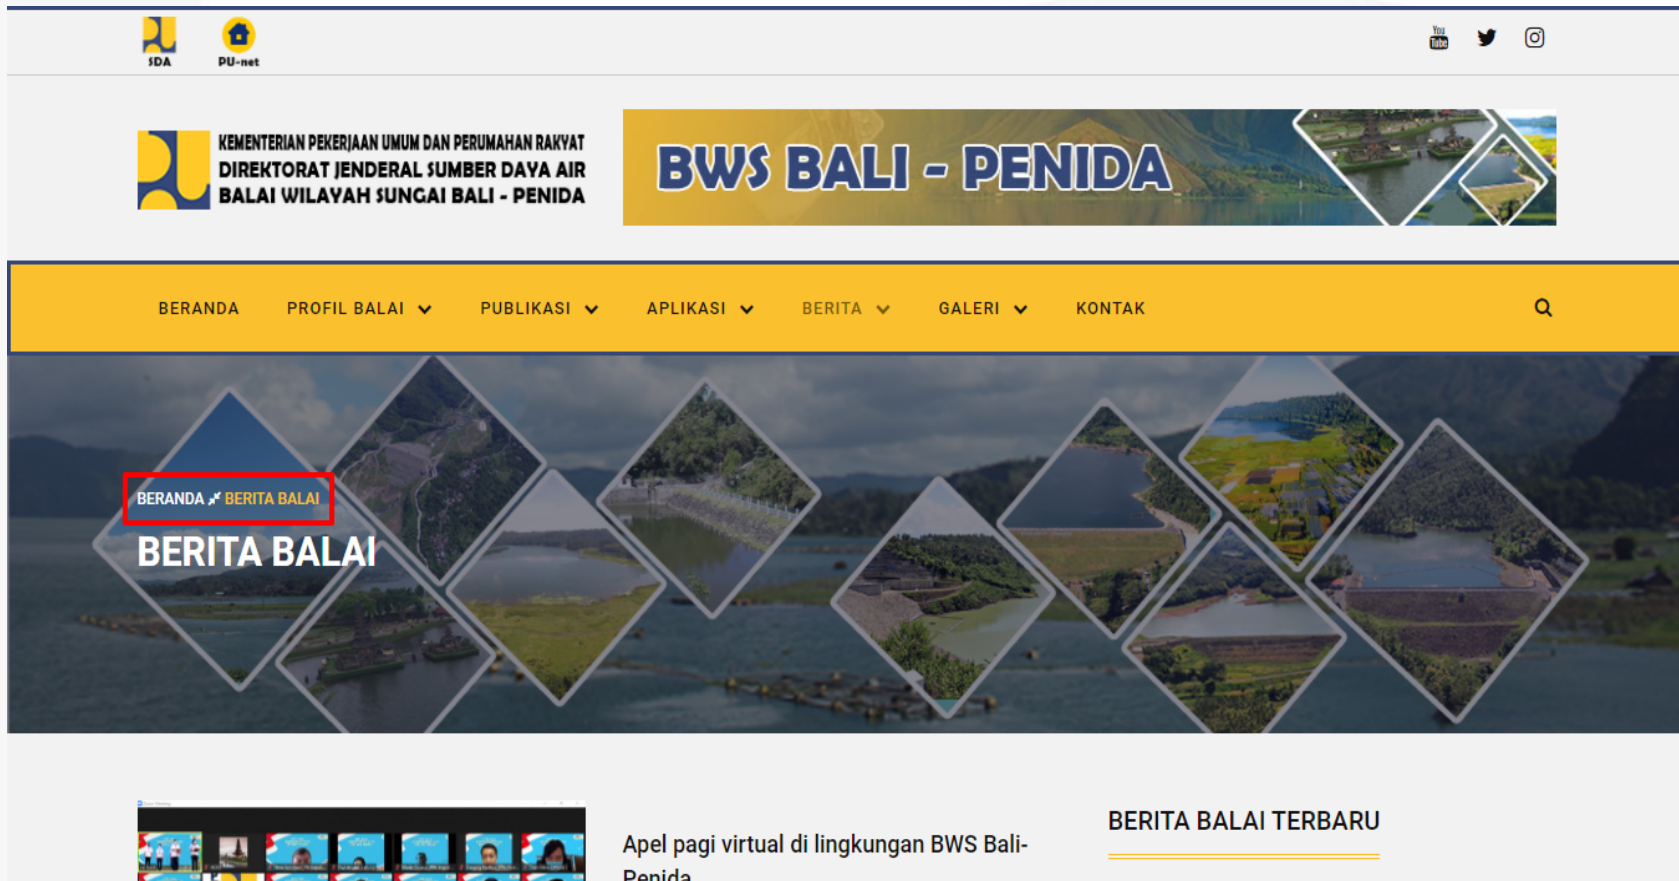 SDA
PU-net
You
Tube
KEMENTERIAN PEKERJAAN UMUM DAN PERUMAHAN RAKYAT
DIREKTORAT JENDERAL SUMBER DAYA AIR
BALAI WILAYAH SUNGAI BALI - PENIDA
BWS BALI - PENIDA
BERANDA PROFIL BALAI PUBLIKASI APLIKASI BERITA GALERI KONTAK
BERANDA BERITA BALAI
BERITA BALAI
BERITA BALAI TERBARU
Apel pagi virtual di lingkungan BWS Bali-
Penida